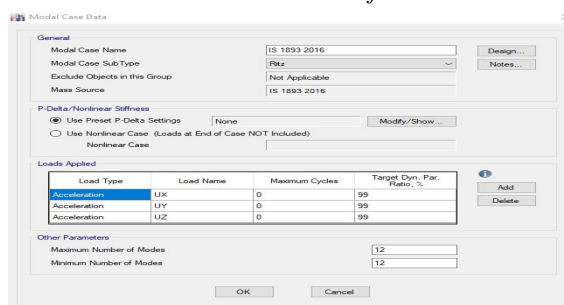 Modal Case Data
General
Modal Case Name IS 1893 2016 Design...
Modal Case SubType Ritz Notes...
Exclude Objects in this Group Not Applicable
Mass Source IS 1893 2016
P-Delta/Nonlinear Stiffness
Use Preset P-Delta Settings None Modify/Show...
Use Nonlinear Case (Loads at End of Case NOT Included)
Nonlinear Case
Loads Applied
Load Type Load Name Maximum Cycles Target Dyn. Par. Ratio, %
Acceleration UX 0 99 Add
Acceleration UY 0 99 Delete
Acceleration UZ 0 99
Other Parameters
Maximum Number of Modes 12
Minimum Number of Modes 12
OK Cancel